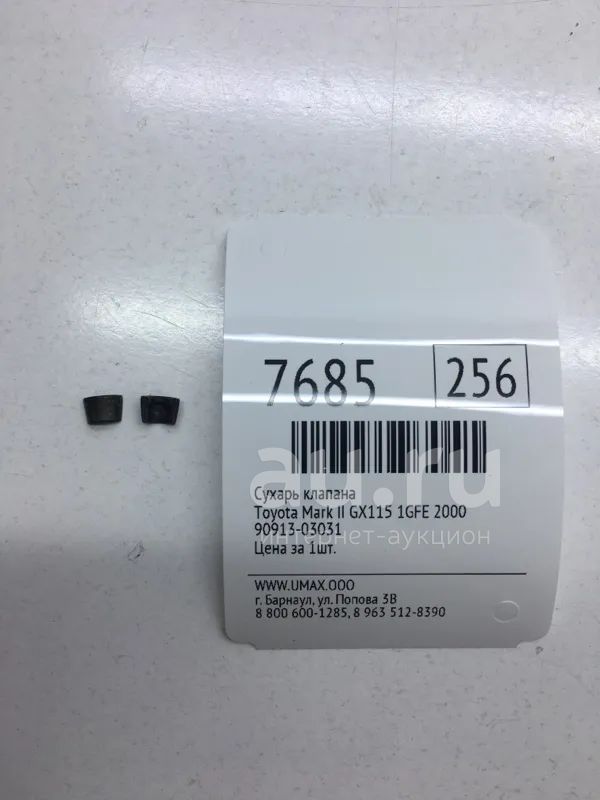 7685
256
au.ru
интернет-аукцион
Сухарь клапана
Toyota Mark II GX115 1GFE 2000
90913-03031
Цена за 1шт.
WWW.UMAX.OOO
г. Барнаул, ул. Попова 3В
8 800 600-1285, 8 963 512-8390